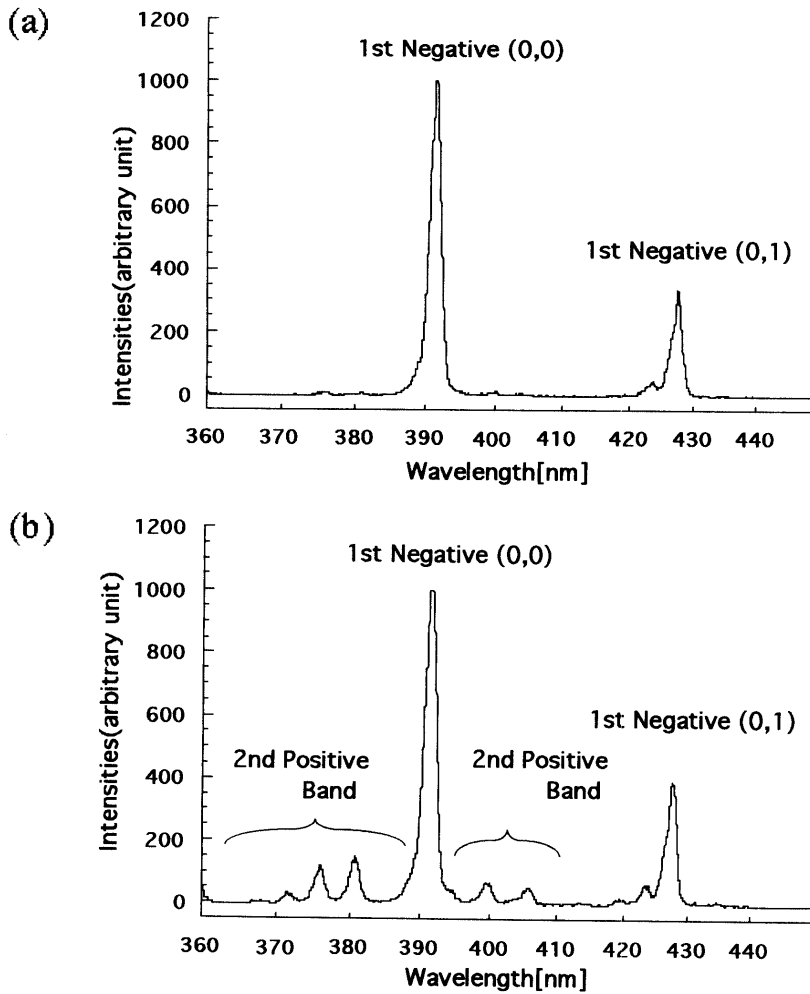 (a)
1200
1st Negative (0,0)
1000
800
600
1st Negative (0,1)
400
200
0
Intensities(arbitrary unit)
360 370 380 390 400 410 420 430 440
Wavelength[nm]
(b)
1200
1st Negative (0,0)
1000
800
600
1st Negative (0,1)
2nd Positive
Band
2nd Positive
Band
400
200
0
Intensities(arbitrary unit)
360 370 380 390 400 410 420 430 440
Wavelength[nm]